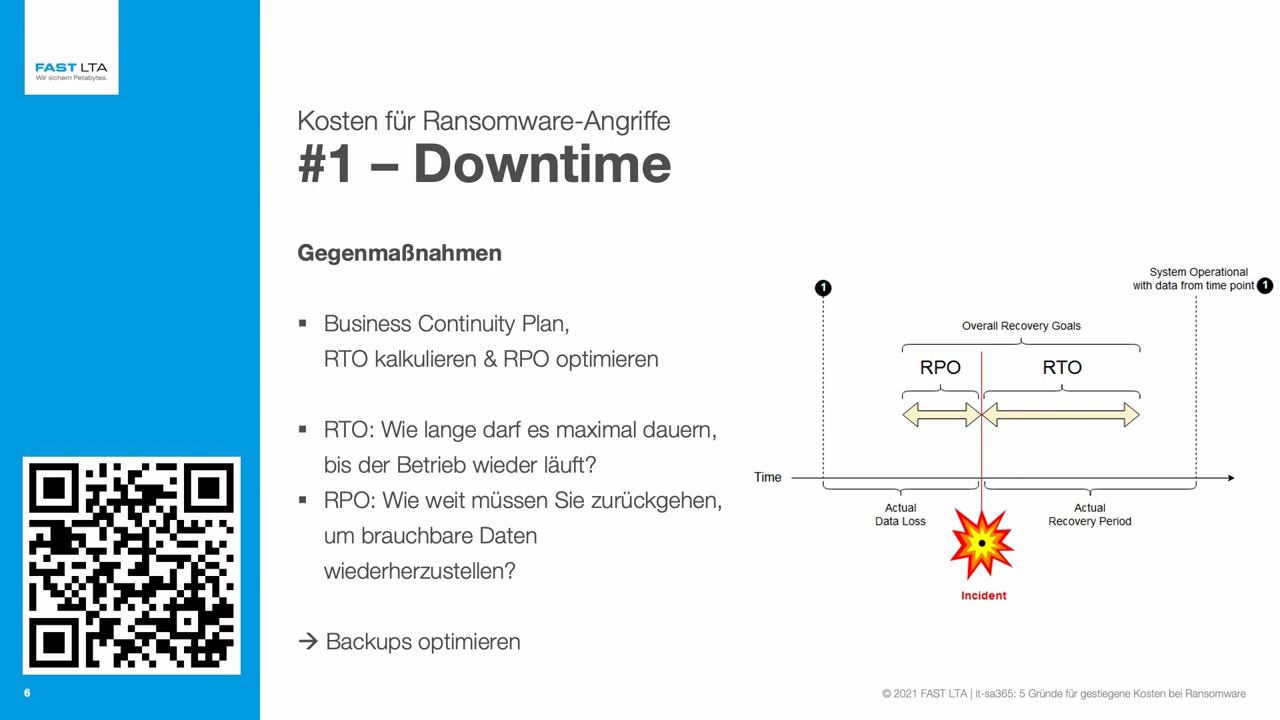 FAST LTA
Wir sichern Petabytes.
Kosten für Ransomware-Angriffe
#1 – Downtime
Gegenmaßnahmen
▪ Business Continuity Plan,
RTO kalkulieren & RPO optimieren
▪ RTO: Wie lange darf es maximal dauern,
bis der Betrieb wieder läuft?
▪ RPO: Wie weit müssen Sie zurückgehen,
um brauchbare Daten
wiederherzustellen?
→ Backups optimieren
1
System Operational
with data from time point 1
Overall Recovery Goals
RPO
RTO
Time
Actual
Data Loss
Actual
Recovery Period
Incident
6
© 2021 FAST LTA | it-sa365: 5 Gründe für gestiegene Kosten bei Ransomware